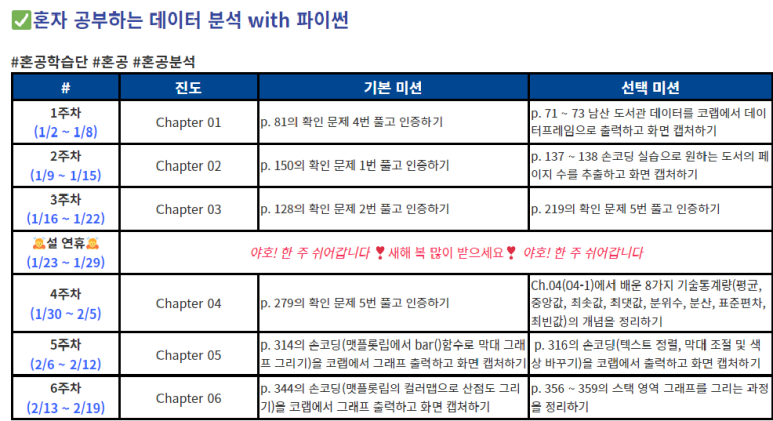 ✅혼자 공부하는 데이터 분석 with 파이썬
#혼공학습단 #혼공 #혼공분석
# 진도 기본 미션 선택 미션
1주차
(1/2 ~ 1/8)
Chapter 01
p. 81의 확인 문제 4번 풀고 인증하기
p. 71 ~ 73 남산 도서관 데이터를 코랩에서 데이
터프레임으로 출력하고 화면 캡처하기
2주차
(1/9 ~ 1/15)
Chapter 02
p. 150의 확인 문제 1번 풀고 인증하기
p. 137 ~ 138 손코딩 실습으로 원하는 도서의 페
이지 수를 추출하고 화면 캡처하기
3주차
(1/16 ~ 1/22)
Chapter 03
p. 128의 확인 문제 2번 풀고 인증하기
p. 219의 확인 문제 5번 풀고 인증하기
🙇설 연휴🙇
(1/23 ~ 1/29)
야호! 한 주 쉬어갑니다 ❣새해 복 많이 받으세요❣ 야호! 한 주 쉬어갑니다
4주차
(1/30 ~ 2/5)
Chapter 04
p. 279의 확인 문제 5번 풀고 인증하기
Ch.04(04-1)에서 배운 8가지 기술통계량(평균,
중앙값, 최솟값, 최댓값, 분위수, 분산, 표준편차,
최빈값)의 개념을 정리하기
5주차
(2/6 ~ 2/12)
Chapter 05
p. 314의 손코딩(맷플롯립에서 bar()함수로 막대 그래
프 그리기)을 코랩에서 그래프 출력하고 화면 캡처하기
p. 316의 손코딩(텍스트 정렬, 막대 조절 및 색
상 바꾸기)을 코랩에서 출력하고 화면 캡처하기
6주차
(2/13 ~ 2/19)
Chapter 06
p. 344의 손코딩(맷플롯립의 컬러맵으로 산점도 그리
기)을 코랩에서 그래프 출력하고 화면 캡처하기
p. 356 ~ 359의 스택 영역 그래프를 그리는 과정
을 정리하기